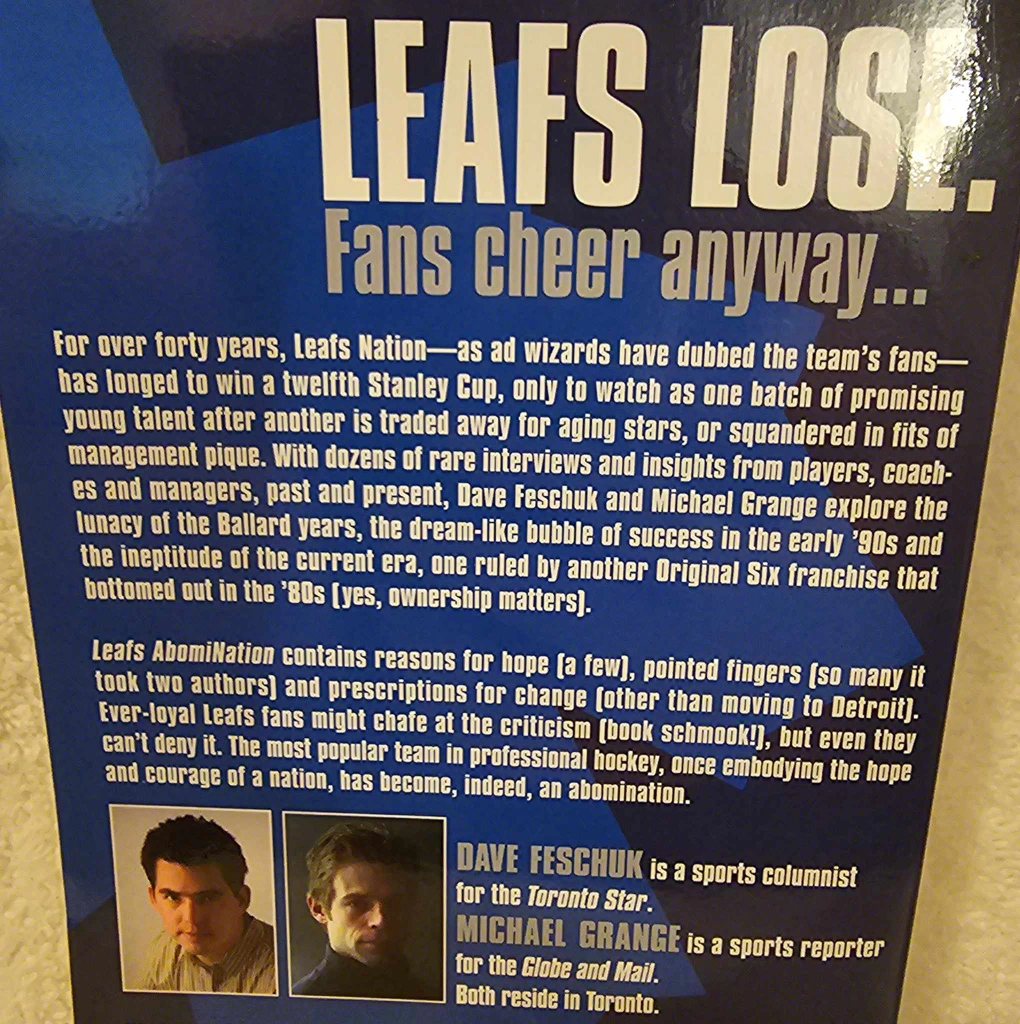 LEAFS LOSE.
Fans cheer anyway...
For over forty years, Leafs Nation—as ad wizards have dubbed the team's fans—
has longed to win a twelfth Stanley Cup, only to watch as one batch of promising
young talent after another is traded away for aging stars, or squandered in fits of
management pique. With dozens of rare interviews and insights from players, coach-
es and managers, past and present, Dave Feschuk and Michael Grange explore the
lunacy of the Ballard years, the dream-like bubble of success in the early '90s and
the ineptitude of the current era, one ruled by another Original Six franchise that
bottomed out in the '80s (yes, ownership matters).
Leafs AbomiNation contains reasons for hope (a few), pointed fingers (so many it
took two authors) and prescriptions for change (other than moving to Detroit).
Ever-loyal Leafs fans might chafe at the criticism (book schmook!), but even they
can't deny it. The most popular team in professional hockey, once embodying the hope
and courage of a nation, has become, indeed, an abomination.
DAVE FESCHUK is a sports columnist
for the Toronto Star.
MICHAEL GRANGE is a sports reporter
for the Globe and Mail.
Both reside in Toronto.